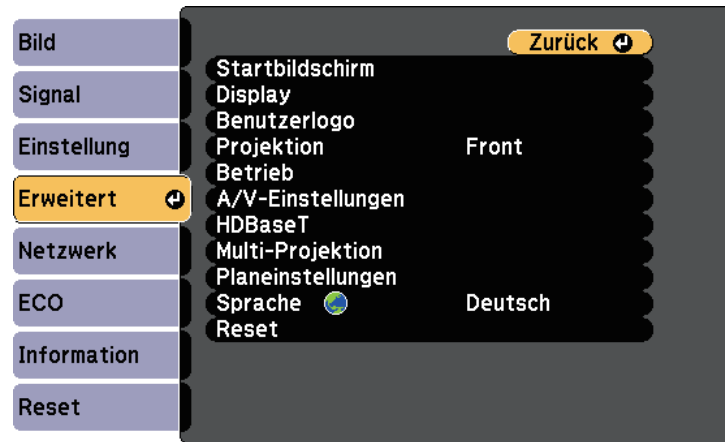 Bild
Signal
Einstellung
Erweitert
Netzwerk
ECO
Information
Reset
Zurück
Startbildschirm
Display
Benutzerlogo
Projektion Front
Betrieb
A/V-Einstellungen
HDBaseT
Multi-Projektion
Planeinstellungen
Sprache Deutsch
Reset